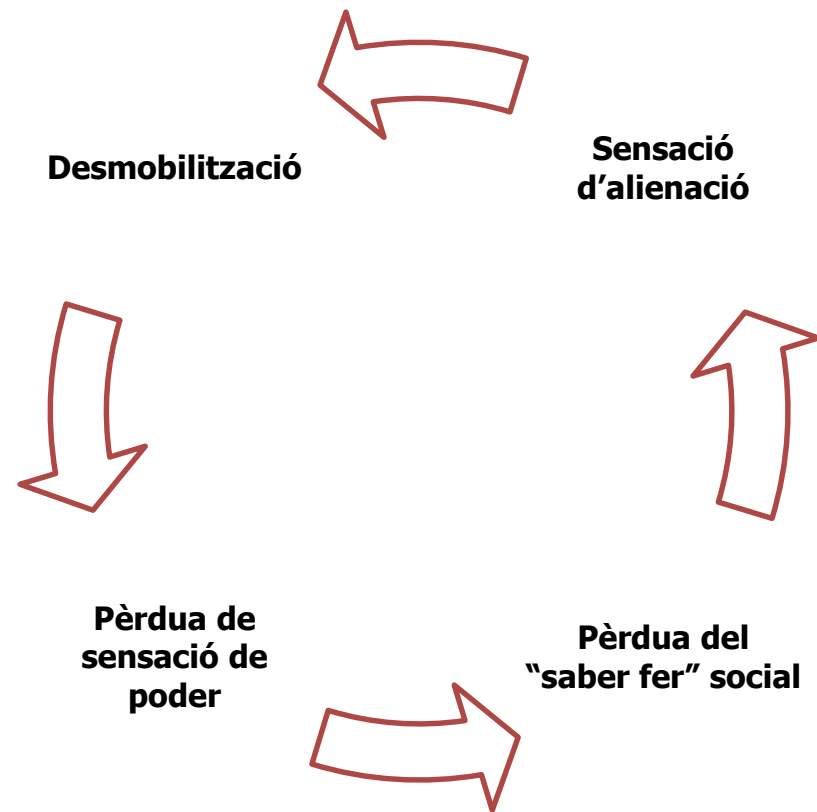 Desmobilització
Sensació
d’alienació
Pèrdua de
sensació de
poder
Pèrdua del
“saber fer” social